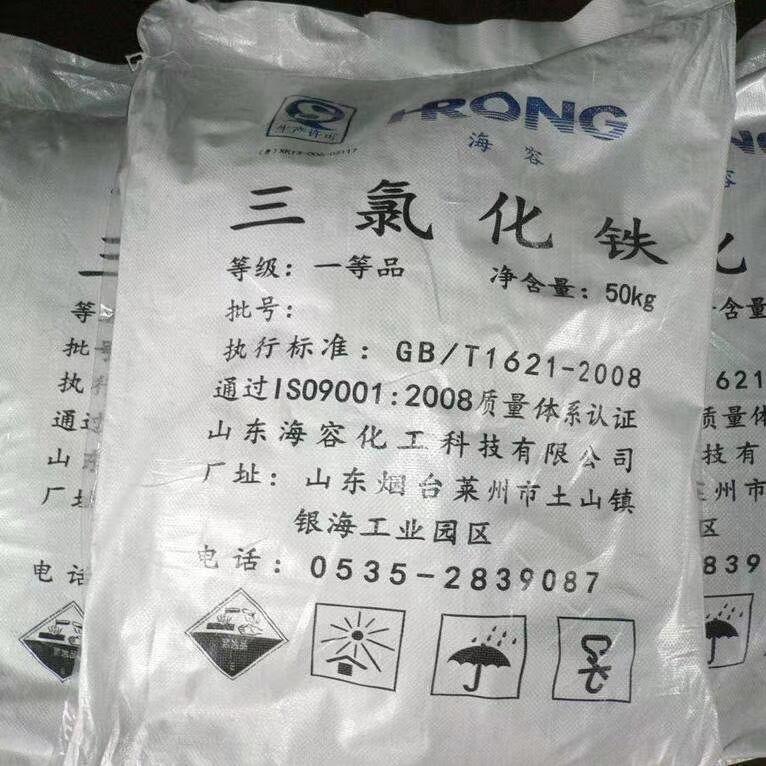 HRONG
海容
生产许可
三氯化铁
等级：一等品 净含量：50kg
批号：
执行标准：GB/T1621-2008
通过ISO9001:2008质量体系认证
山东海容化工科技有限公司
厂址：山东烟台莱州市土山镇
银海工业园区
电话：0535-2839087